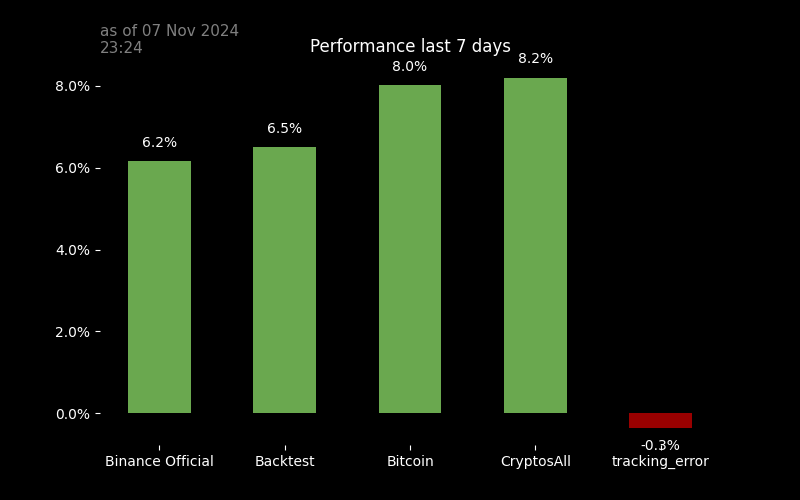 as of 07 Nov 2024
23:24
Performance last 7 days
8.0%
6.0%
4.0%
2.0%
0.0%
6.2%
6.5%
8.0%
8.2%
-0.3%
Binance Official
Backtest
Bitcoin
CryptosAll
tracking_error